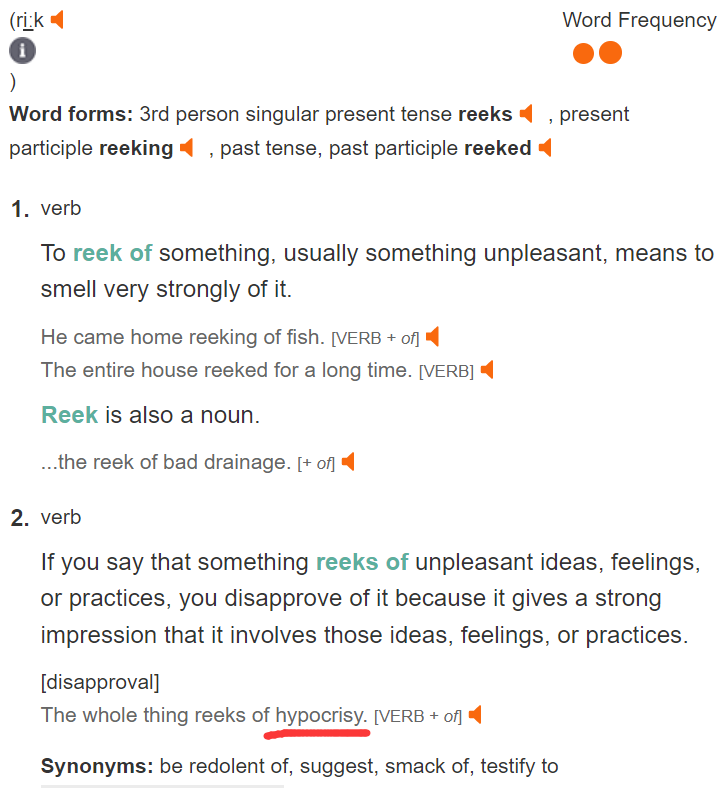 (ri:k
Word Frequency
i
)
Word forms: 3rd person singular present tense reeks , present
participle reeking , past tense, past participle reeked
1. verb
To reek of something, usually something unpleasant, means to
smell very strongly of it.
He came home reeking of fish. [VERB + of]
The entire house reeked for a long time. [VERB]
Reek is also a noun.
...the reek of bad drainage. [+ of]
2. verb
If you say that something reeks of unpleasant ideas, feelings,
or practices, you disapprove of it because it gives a strong
impression that it involves those ideas, feelings, or practices.
[disapproval]
The whole thing reeks of hypocrisy. [VERB + of]
Synonyms: be redolent of, suggest, smack of, testify to